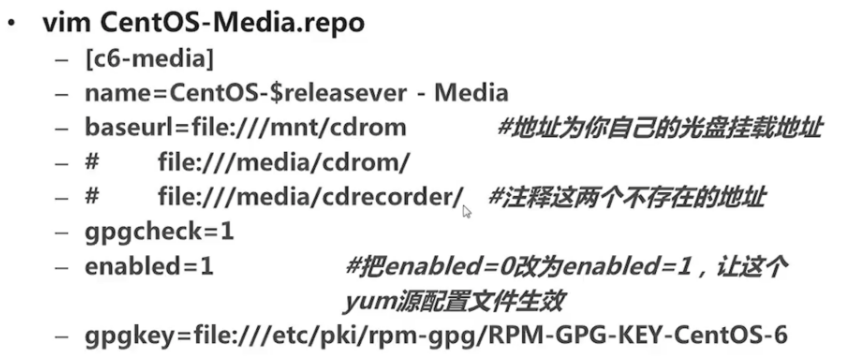 • vim CentOS-Media.repo
– [c6-media]
– name=CentOS-$releasever - Media
– baseurl=file:///mnt/cdrom #地址为你自己的光盘挂载地址
– # file:///media/cdrom/
– # file:///media/cdrecorder/ #注释这两个不存在的地址
– gpgcheck=1
– enabled=1 #把enabled=0改为enabled=1，让这个
yum源配置文件生效
– gpgkey=file:///etc/pki/rpm-gpg/RPM-GPG-KEY-CentOS-6